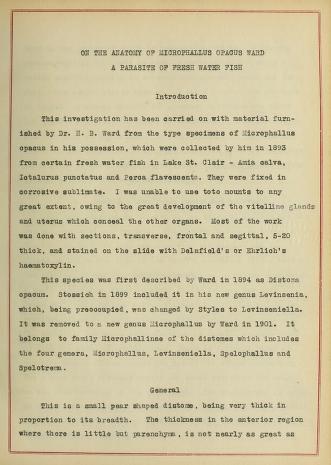 ON THE ANATOMY OF MICROPHALLUS OPACUS WARD
A PARASITE OF FRESH WATER FISH
Introduction
This investigation has been carried on with material furn-
ished by Dr. H. B. Ward from the type specimens of Microphallus
opacus in his possession, which were collected by him in 1893
from certain fresh water fish in Lake St. Clair - Amia calva,
Ictalurus punctatus and Perca flavescents. They were fixed in
corrosive sublimate. I was unable to use toto mounts to any
great extent, owing to the great development of the vitelline glands
and uterus which conceal the other organs. Most of the work
was done with sections, transverse, frontal and segittal, 5-20
thick, and stained on the slide with Delafield's or Ehrlich's
haematoxylin.
This species was first described by Ward in 1894 as Distoma
opacus. Stossich in 1899 included it in his new genus Levinsenia,
which, being preoccupied, was changed by Styles to Levinseniella.
It was removed to a new genus Microphallus by Ward in 1901. It
belongs to family Microphallinae of the distomes which includes
the four genera, Microphallus, Levinseniella, Spelophallus and
Spelotrema.
General
This is a small pear shaped distome, being very thick in
proportion to its breadth. The thickness in the anterior region
where there is little but parenchyma, is not nearly as great as